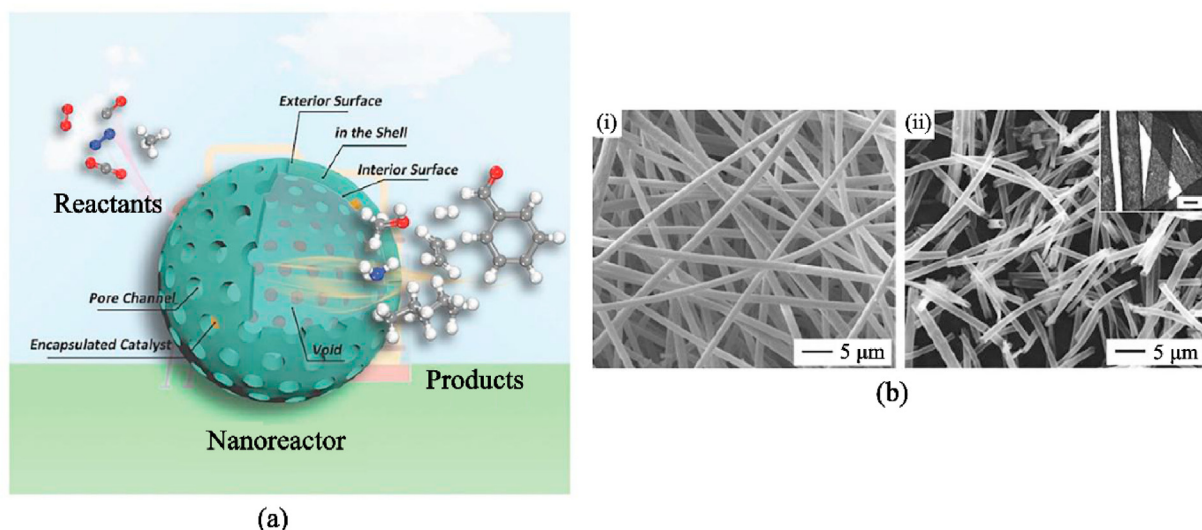 Exterior Surface
in the Shell
Interior Surface
Reactants
Pore Channel
Encapsulated Catalyst
Void
Products
Nanoreactor
(a)
(i)
5 μm
(ii)
5 μm
(b)